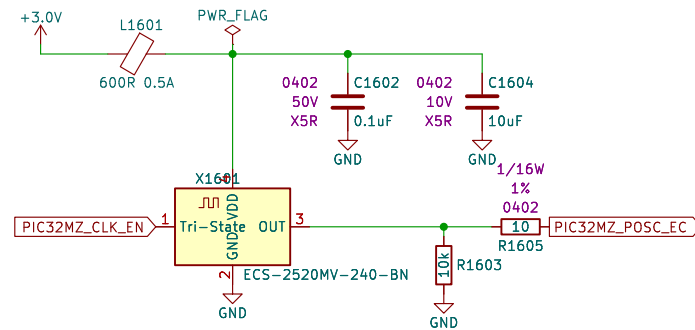 +3.0V
L1601
600R 0.5A
PWR_FLAG
0402
50V
X5R
C1602
0.1uF
GND
0402
10V
X5R
C1604
10uF
GND
X1601
4
VDD
PIC32MZ_CLK_EN
1
Tri-State
OUT
3
GND
2
ECS-2520MV-240-BN
GND
10k
R1603
GND
1/16W
1%
0402
10
R1605
PIC32MZ_POSC_EC